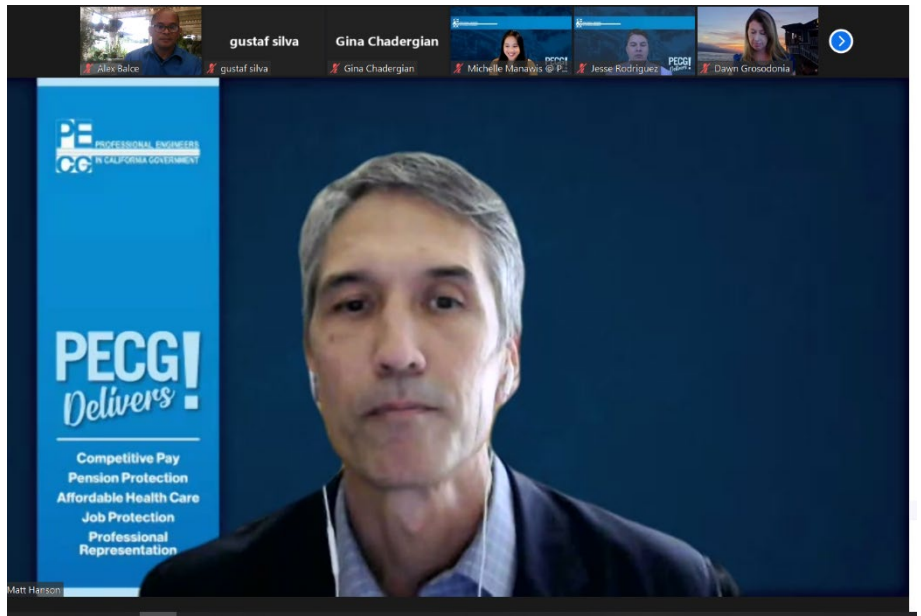 gustaf silva
Gina Chadergian
Alex Balce
gustaf silva
Gina Chadergian
Michelle Manawis @ P...
Jesse Rodriguez
PECG!
Dawn Grosodonia
PE
CG
PROFESSIONAL ENGINEERS
IN CALIFORNIA GOVERNMENT
PECG!
Delivers
Competitive Pay
Pension Protection
Affordable Health Care
Job Protection
Professional
Representation
Matt Hanson